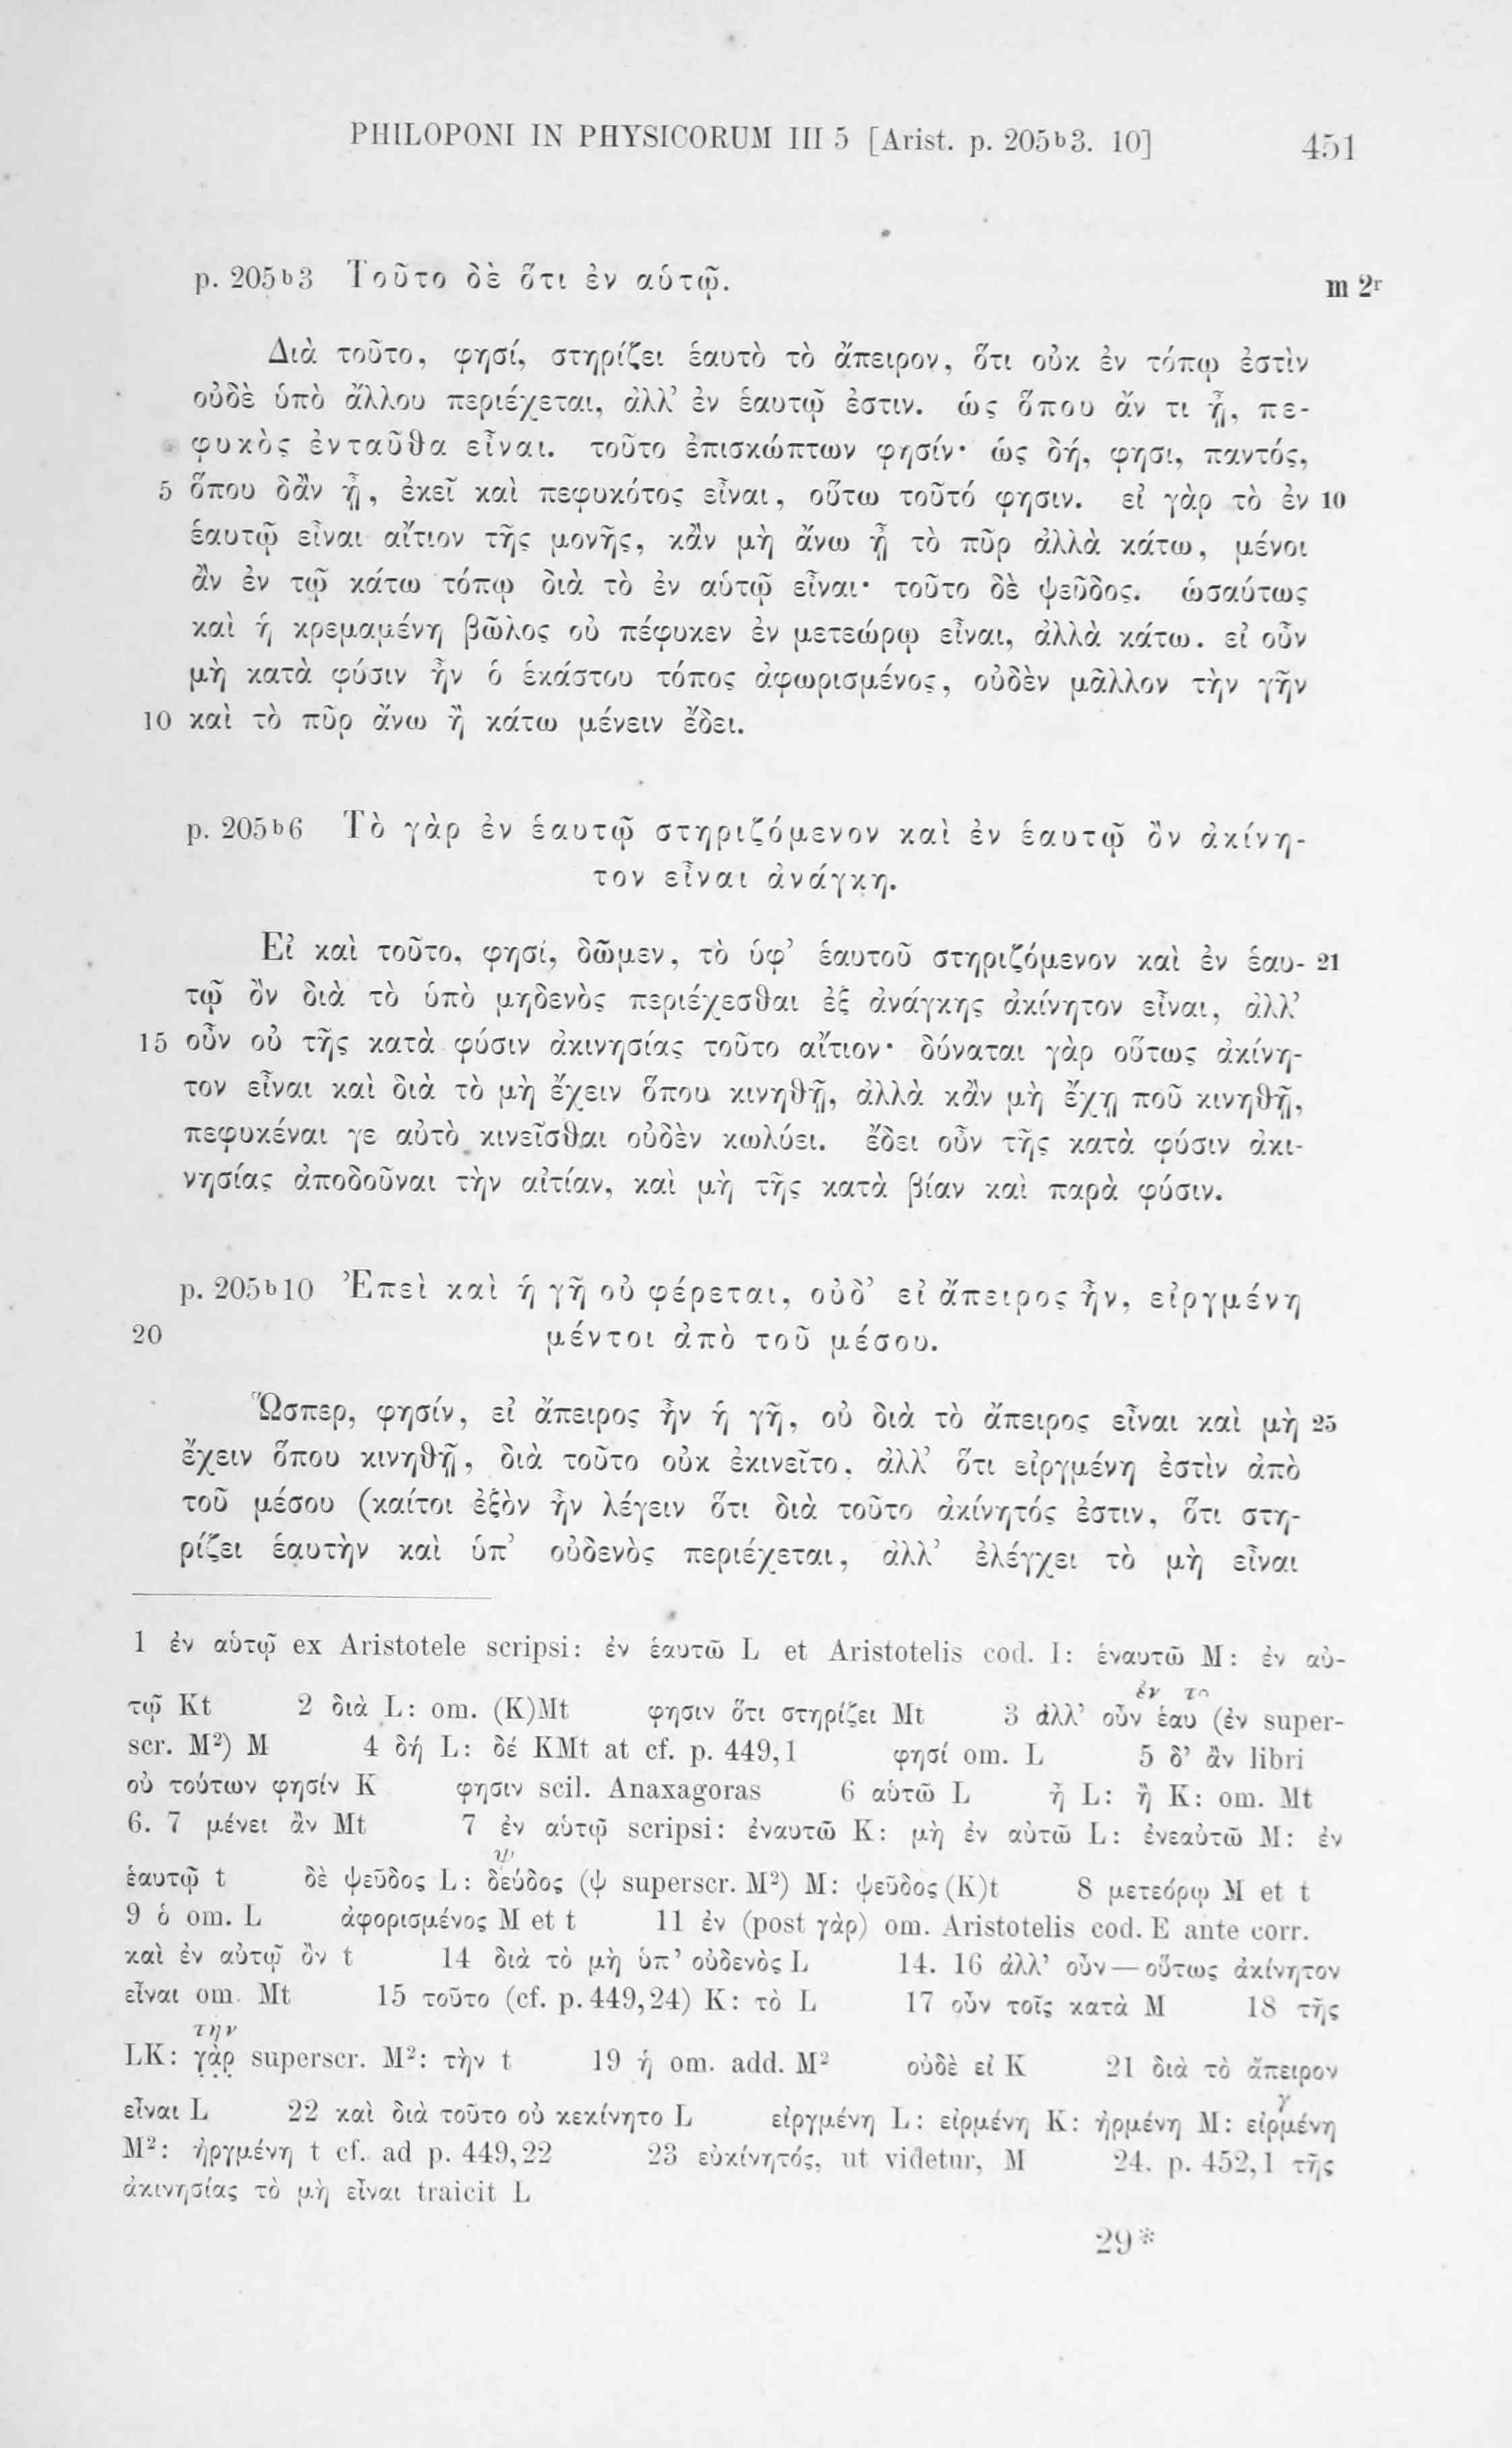 PHILOPONI IN PHYSICORUM III 5 [Arist. p. 205b3. 10] 451
p. 205b3 Τοῦτο δὲ ὅτι ἐν αὑτῷ. m 2r
Διὰ τοῦτο, φησί, στηρίζει ἑαυτὸ τὸ ἄπειρον, ὅτι οὐκ ἐν τόπῳ ἐστὶν
οὐδὲ ὑπὸ ἄλλου περιέχεται, ἀλλ’ ἐν ἑαυτῷ ἐστιν. ὡς ὅπου ἄν τι ᾖ, πε-
φυκὸς ἐνταῦθα εἶναι. τοῦτο ἐπισκώπτων φησίν· ὡς δή, φησι, παντός,
5 ὅπου δἂν ᾖ, ἐκεῖ καὶ πεφυκότος εἶναι, οὕτω τοῦτό φησιν. εἰ γὰρ τὸ ἐν 10
ἑαυτῷ εἶναι αἴτιον τῆς μονῆς, κἂν μὴ ἄνω ᾖ τὸ πῦρ ἀλλὰ κάτω, μένοι
ἂν ἐν τῷ κάτω τόπῳ διὰ τὸ ἐν αὑτῷ εἶναι· τοῦτο δὲ ψεῦδος. ὡσαύτως
καὶ ἡ κρεμαμένη βῶλος οὐ πέφυκεν ἐν μετεώρῳ εἶναι, ἀλλὰ κάτω. εἰ οὖν
μὴ κατὰ φύσιν ἦν ὁ ἑκάστου τόπος ἀφωρισμένος, οὐδὲν μᾶλλον τὴν γῆν
10 καὶ τὸ πῦρ ἄνω ἢ κάτω μένειν ἔδει.
p. 205b6 Τὸ γὰρ ἐν ἑαυτῷ στηριζόμενον καὶ ἐν ἑαυτῷ ὂν ἀκίνη-
τον εἶναι ἀνάγκη.
Εἰ καὶ τοῦτο, φησί, δῶμεν, τὸ ὑφ’ ἑαυτοῦ στηριζόμενον καὶ ἐν ἑαυ- 21
τῷ ὂν διὰ τὸ ὑπὸ μηδενὸς περιέχεσθαι ἐξ ἀνάγκης ἀκίνητον εἶναι, ἀλλ’
15 οὖν οὐ τῆς κατὰ φύσιν ἀκινησίας τοῦτο αἴτιον· δύναται γὰρ οὕτως ἀκίνη-
τον εἶναι καὶ διὰ τὸ μὴ ἔχειν ὅπου κινηθῇ, ἀλλὰ κἂν μὴ ἔχῃ ποῦ κινηθῇ,
πεφυκέναι γε αὐτὸ κινεῖσθαι οὐδὲν κωλύει. ἔδει οὖν τῆς κατὰ φύσιν ἀκι-
νησίας ἀποδοῦναι τὴν αἰτίαν, καὶ μὴ τῆς κατὰ βίαν καὶ παρὰ φύσιν.
p. 205b10 Ἐπεὶ καὶ ἡ γῆ οὐ φέρεται, οὐδ’ εἰ ἄπειρος ἦν, εἰργμένη
20 μέντοι ἀπὸ τοῦ μέσου.
Ὥσπερ, φησίν, εἰ ἄπειρος ἦν ἡ γῆ, οὐ διὰ τὸ ἄπειρος εἶναι καὶ μὴ 25
ἔχειν ὅπου κινηθῇ, διὰ τοῦτο οὐκ ἐκινεῖτο, ἀλλ’ ὅτι εἰργμένη ἐστὶν ἀπὸ
τοῦ μέσου (καίτοι ἐξὸν ἦν λέγειν ὅτι διὰ τοῦτο ἀκίνητός ἐστιν, ὅτι στη-
ρίζει ἑαυτὴν καὶ ὑπ’ οὐδενὸς περιέχεται, ἀλλ’ ἐλέγχει τὸ μὴ εἶναι
1 ἐν αὑτῷ ex Aristotele scripsi: ἐν ἑαυτῶ L et Aristotelis cod. I: ἑναυτῶ M: ἐν αὐ-
τῷ Kt 2 διὰ L: om. (K)Mt φησιν ὅτι στηρίζει Mt 3 ἀλλ’ οὖν ἑαυ (ἐν super-
scr. M²) M 4 δή L: δέ KMt at cf. p. 449,1 φησί om. L 5 δ’ ἂν libri
οὐ τούτων φησίν K φησιν scil. Anaxagoras 6 αὑτῶ L ἦ L: ἢ K: om. Mt
6. 7 μένει ἂν Mt 7 ἐν αὑτῷ scripsi: ἐναυτῶ K: μὴ ἐν αὐτῶ L: ἐνεαὐτῶ M: ἐν
ἑαυτῷ t δὲ ψεῦδος L: δεύδος (ψ superscr. M²) M: ψεῦδος (K)t 8 μετεόρῳ M et t
9 ὁ om. L ἀφορισμένος M et t 11 ἐν (post γὰρ) om. Aristotelis cod. E ante corr.
καὶ ἐν αὐτῷ ὂν t 14 διὰ τὸ μὴ ὑπ’ οὐδενὸς L 14. 16 ἀλλ’ οὖν — οὕτως ἀκίνητον
εἶναι om. Mt 15 τοῦτο (cf. p. 449,24) K: τὸ L 17 οὖν τοῖς κατὰ M 18 τῆς
LK: γὰρ superscr. M²: τὴν t 19 ἡ om. add. M² οὐδὲ εἰ K 21 διὰ τὸ ἄπειρον
εἶναι L 22 καὶ διὰ τοῦτο οὐ κεκίνητο L εἰργμένη L: εἰρμένη K: ἠρμένη M: εἰρμένη
M²: ἠργμένη t cf. ad p. 449,22 23 εὐκίνητός, ut videtur, M 24. p. 452,1 τῆς
ἀκινησίας τὸ μὴ εἶναι traicit L
29*